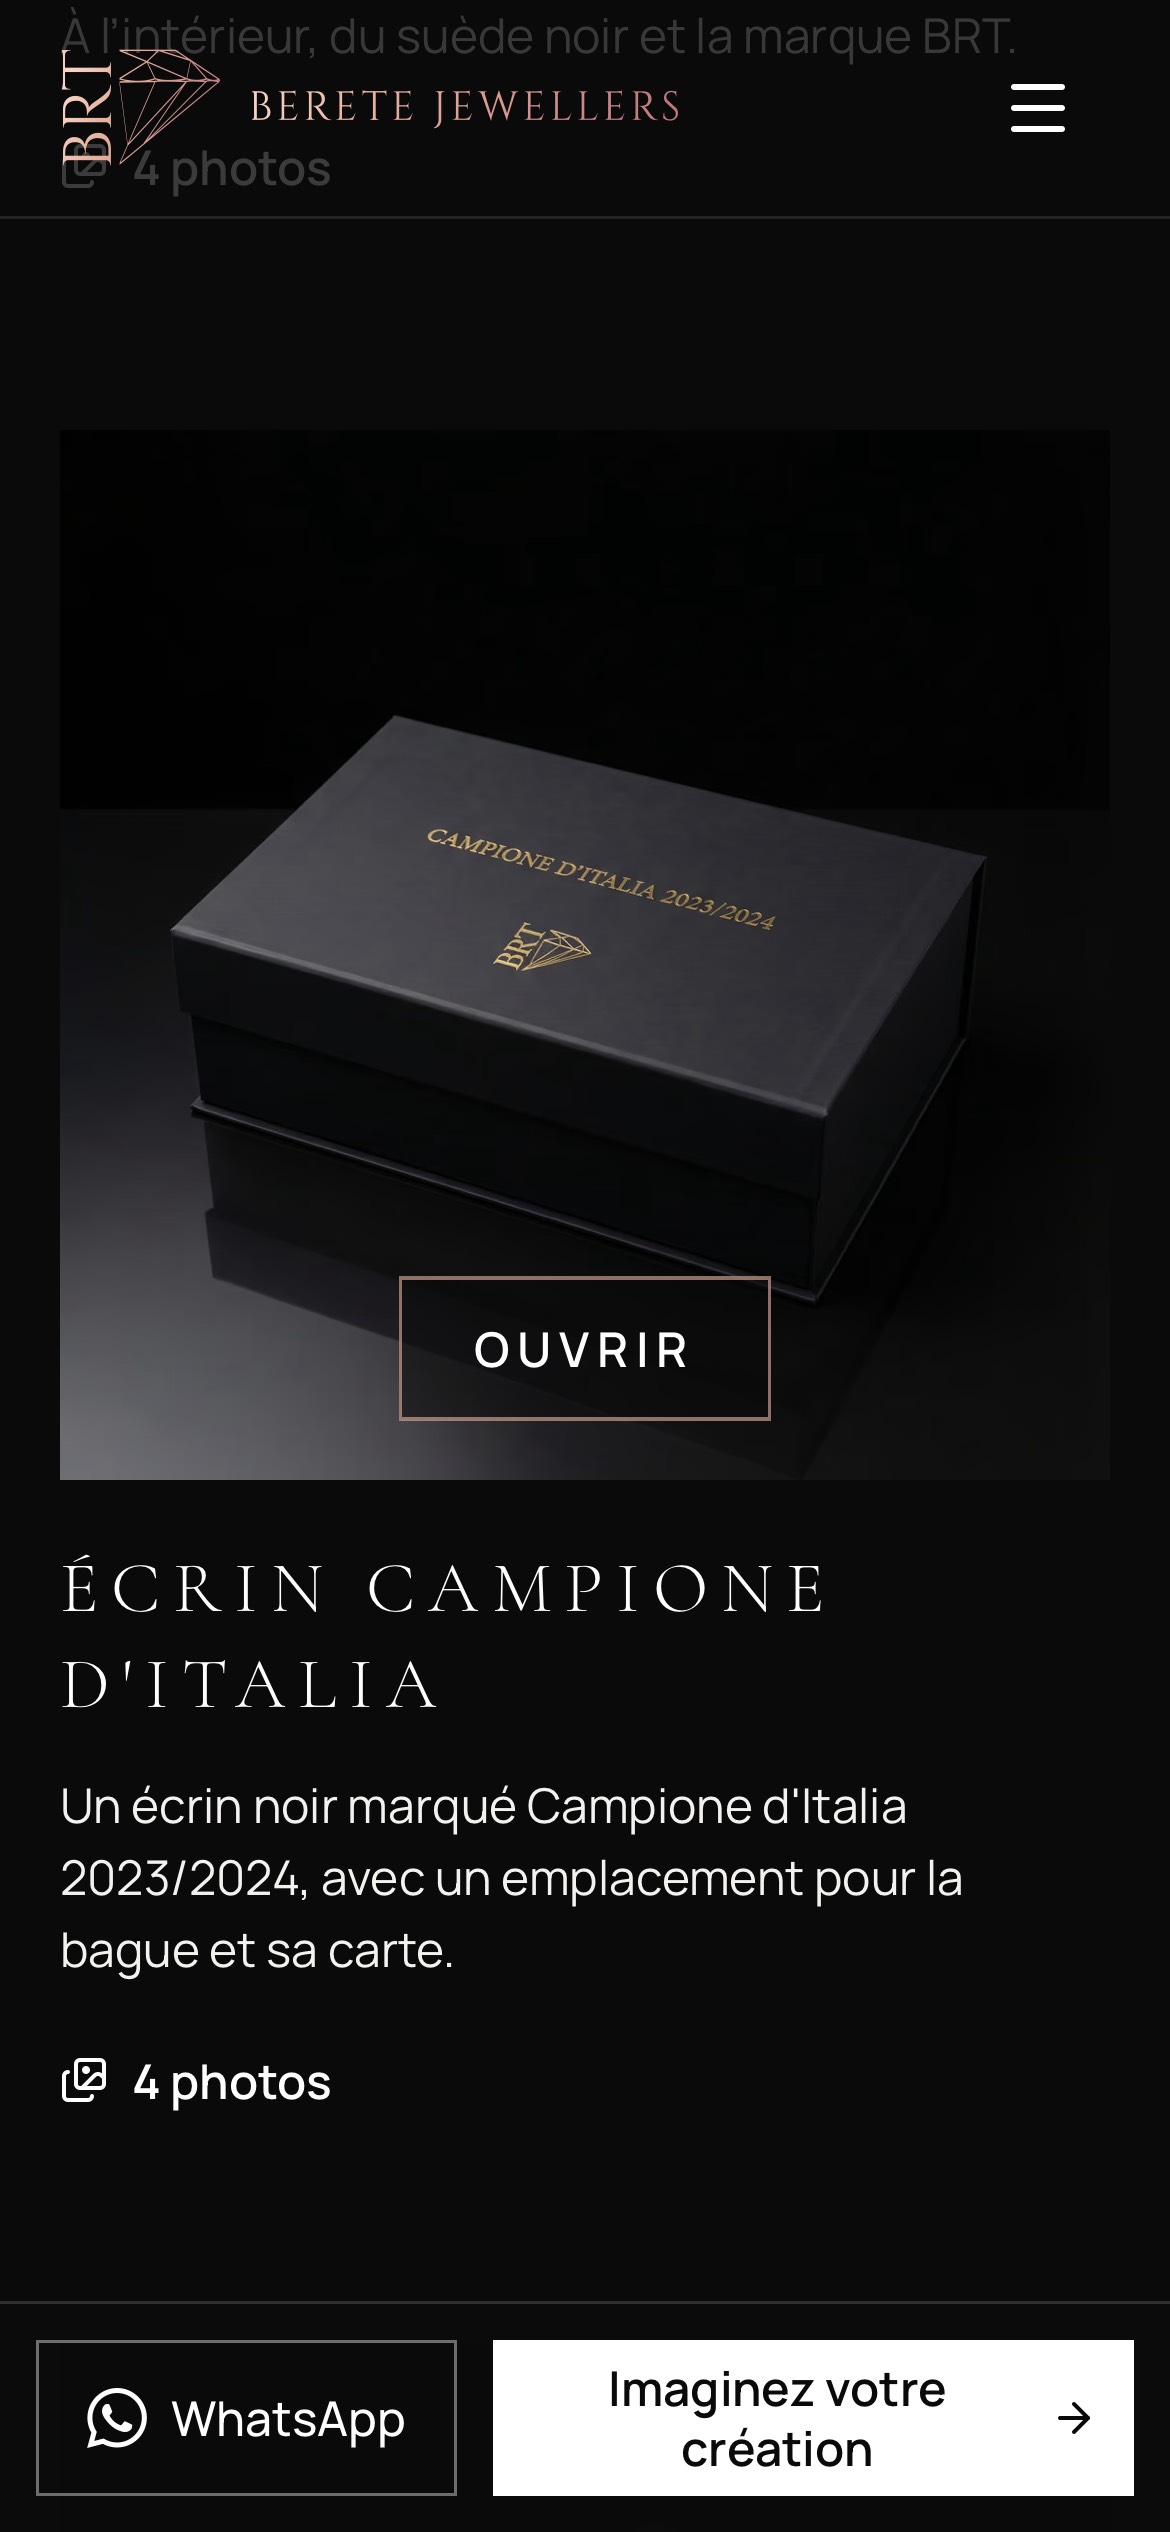 À l’intérieur, du suède noir et la marque BRT.
BRT
BERETE JEWELLERS
4 photos
CAMPIONE D'ITALIA 2023/2024
BRT
OUVRIR
ÉCRIN CAMPIONE
D'ITALIA
Un écrin noir marqué Campione d'Italia
2023/2024, avec un emplacement pour la
bague et sa carte.
4 photos
WhatsApp
Imaginez votre
création